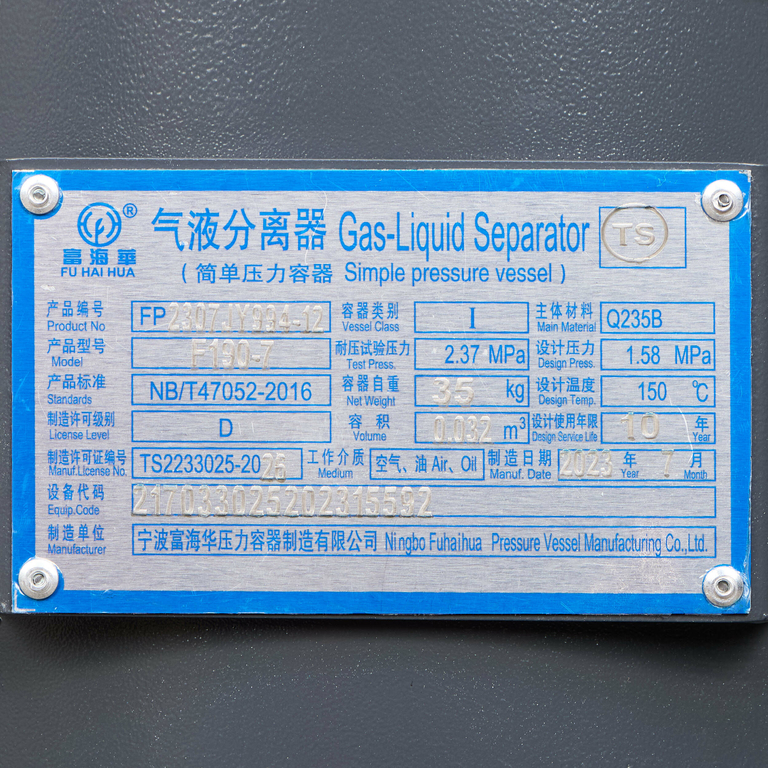 富海華 ®
FU HAI HUA
气液分离器 Gas-Liquid Separator TS
(简单压力容器 Simple pressure vessel)
产品编号 Product No FP2307JY994-12 容器类别 Vessel Class I 主体材料 Main Material Q235B
产品型号 Model F190-7 耐压试验压力 Test Press. 2.37 MPa 设计压力 Design Press. 1.58 MPa
产品标准 Standards NB/T47052-2016 容器自重 Net Weight 35 kg 设计温度 Design Temp. 150 ℃
制造许可级别 License Level D 容积 Volume 0.032 m³ 设计使用年限 Design Service Life 10 年 Year
制造许可证编号 Manuf.License No. TS2233025-2026 工作介质 Medium 空气、油 Air, Oil 制造日期 Manuf. Date 2023 年 Year 7 月 Month
设备代码 Equip.Code 217033025202315592
制造单位 Manufacturer 宁波富海华压力容器制造有限公司 Ningbo Fuhaihua Pressure Vessel Manufacturing Co.,Ltd.